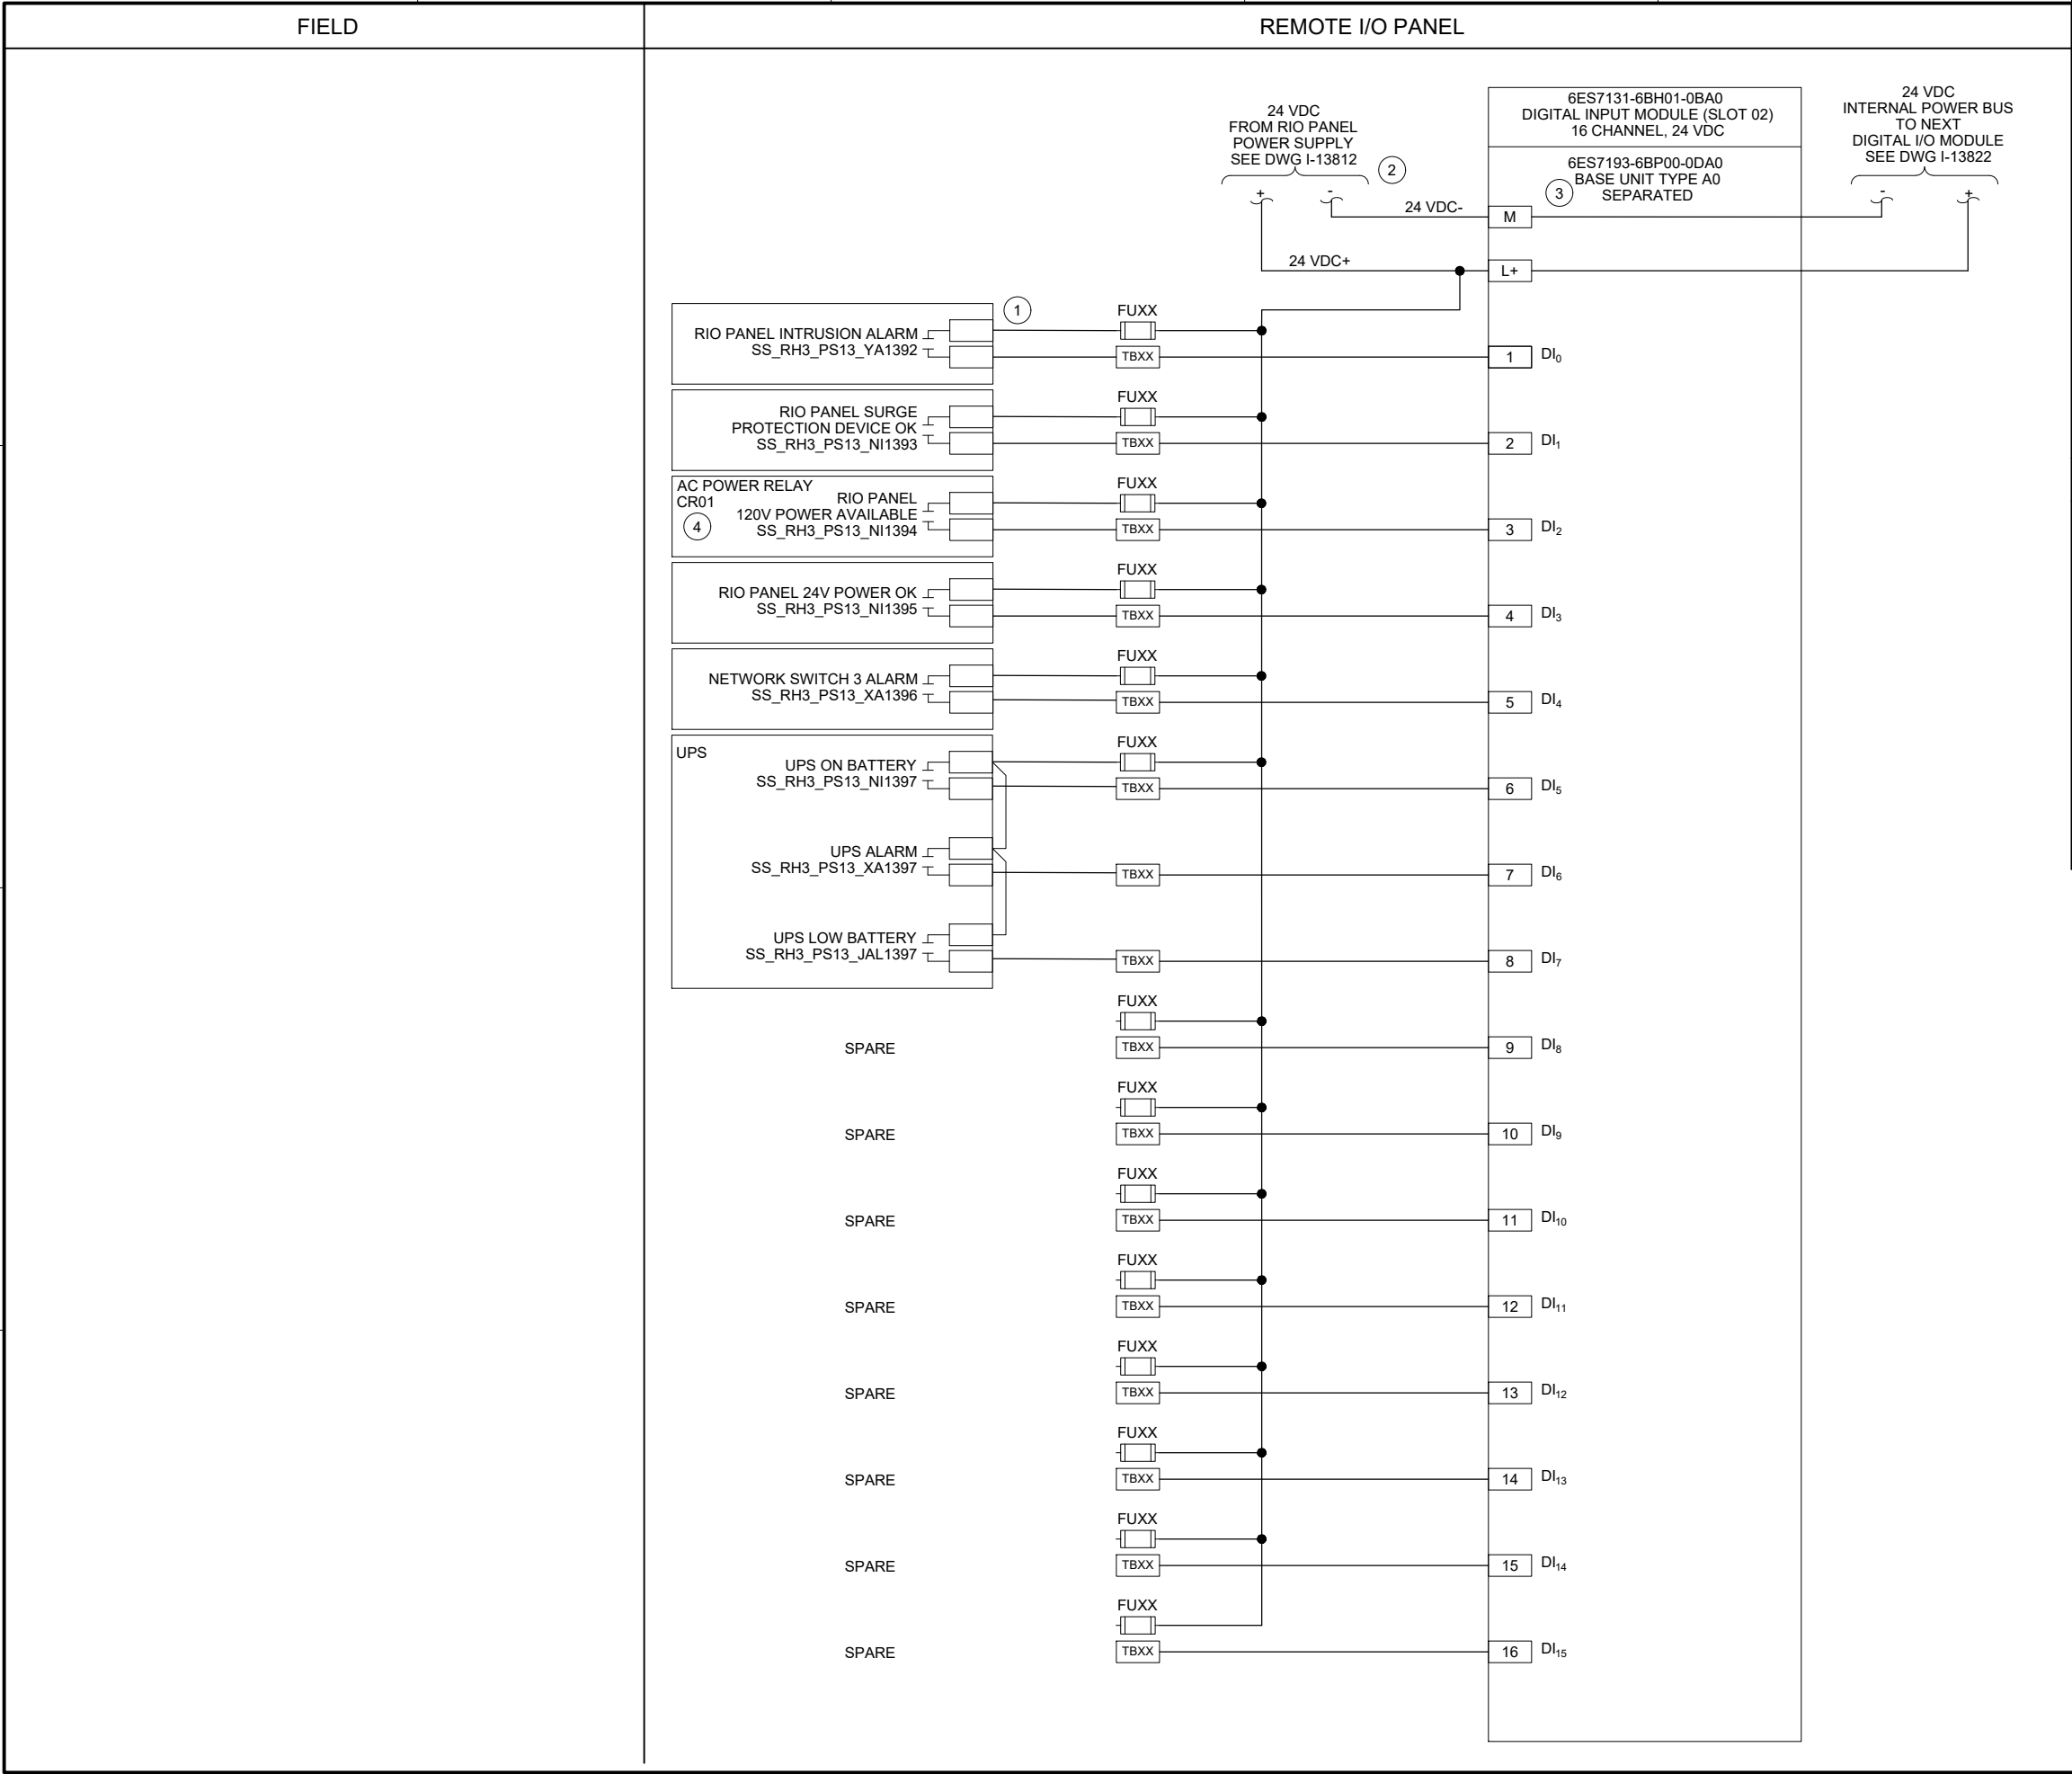 FIELD
REMOTE I/O PANEL
24 VDC
FROM RIO PANEL
POWER SUPPLY
SEE DWG I-13812
2
+
-
24 VDC-
24 VDC+
6ES7131-6BH01-0BA0
DIGITAL INPUT MODULE (SLOT 02)
16 CHANNEL, 24 VDC
6ES7193-6BP00-0DA0
BASE UNIT TYPE A0
SEPARATED
3
M
L+
24 VDC
INTERNAL POWER BUS
TO NEXT
DIGITAL I/O MODULE
SEE DWG I-13822
-
+
RIO PANEL INTRUSION ALARM
SS_RH3_PS13_YA1392
1
FUXX
TBXX
1
DI0
RIO PANEL SURGE
PROTECTION DEVICE OK
SS_RH3_PS13_NI1393
FUXX
TBXX
2
DI1
AC POWER RELAY
CR01
4
RIO PANEL
120V POWER AVAILABLE
SS_RH3_PS13_NI1394
FUXX
TBXX
3
DI2
RIO PANEL 24V POWER OK
SS_RH3_PS13_NI1395
FUXX
TBXX
4
DI3
NETWORK SWITCH 3 ALARM
SS_RH3_PS13_XA1396
FUXX
TBXX
5
DI4
UPS
UPS ON BATTERY
SS_RH3_PS13_NI1397
FUXX
TBXX
6
DI5
UPS ALARM
SS_RH3_PS13_XA1397
TBXX
7
DI6
UPS LOW BATTERY
SS_RH3_PS13_JAL1397
TBXX
8
DI7
FUXX
SPARE
TBXX
9
DI8
FUXX
SPARE
TBXX
10
DI9
FUXX
SPARE
TBXX
11
DI10
FUXX
SPARE
TBXX
12
DI11
FUXX
SPARE
TBXX
13
DI12
FUXX
SPARE
TBXX
14
DI13
FUXX
SPARE
TBXX
15
DI14
FUXX
SPARE
TBXX
16
DI15